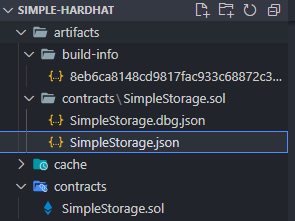 SIMPLE-HARDHAT
artifacts
build-info
8eb6ca8148cd9817fac933c68872c3...
contracts\SimpleStorage.sol
SimpleStorage.dbg.json
SimpleStorage.json
cache
contracts
SimpleStorage.sol